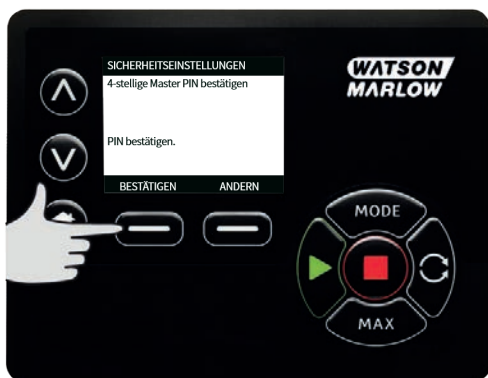 SICHERHEITSEINSTELLUNGEN
4-stellige Master PIN bestätigen
PIN bestätigen.
BESTÄTIGEN ANDERN
WATSON
MARLOW
MODE
MAX